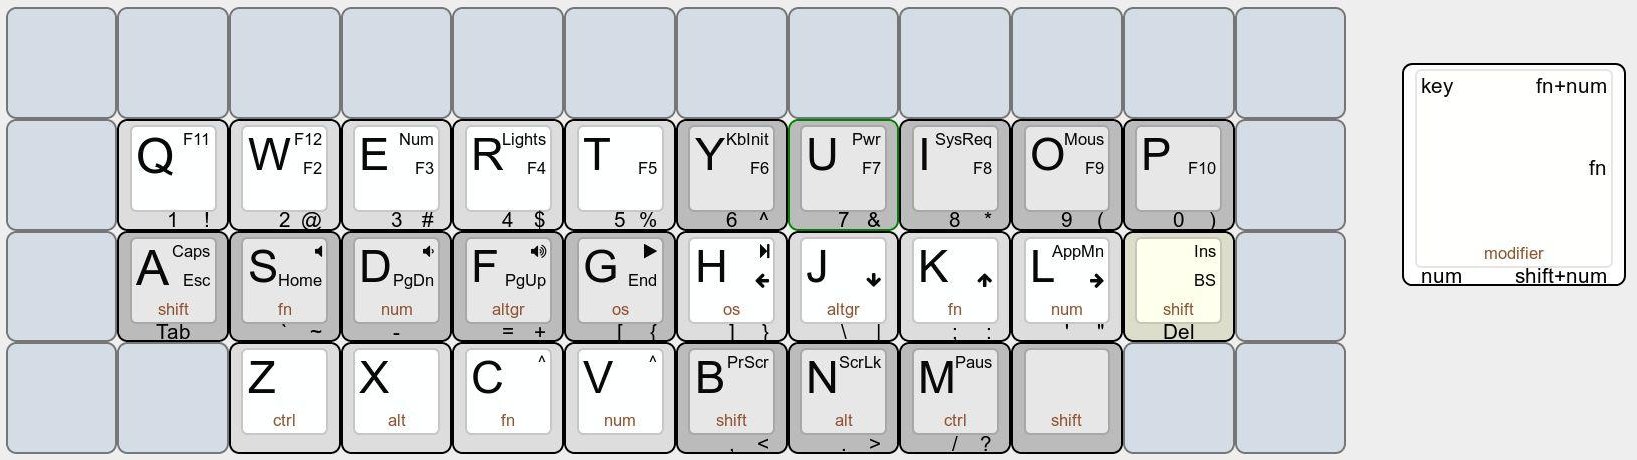 key fn+num
fn
modifier
num shift+num
Q F11 W F12 E Num R Lights T Y KbInit U Pwr I SysReq O Mous P
F2 F3 F4 F5 F6 F7 F8 F9 F10
1 ! 2 @ 3 # 4 $ 5 % 6 ^ 7 & 8 * 9 ( 0 )
A Caps S D F G H J K L AppMn Ins
Esc Home PgDn PgUp End ← ↓ ↑ → BS
shift fn num altgr os os altgr fn num shift
Tab ` ~ - = + [ { ] } \ | ; : ' " Del
Z X C ^ V ^ B PrScr N ScrLk M Paus
ctrl alt fn num shift alt ctrl shift
, < . > / ?